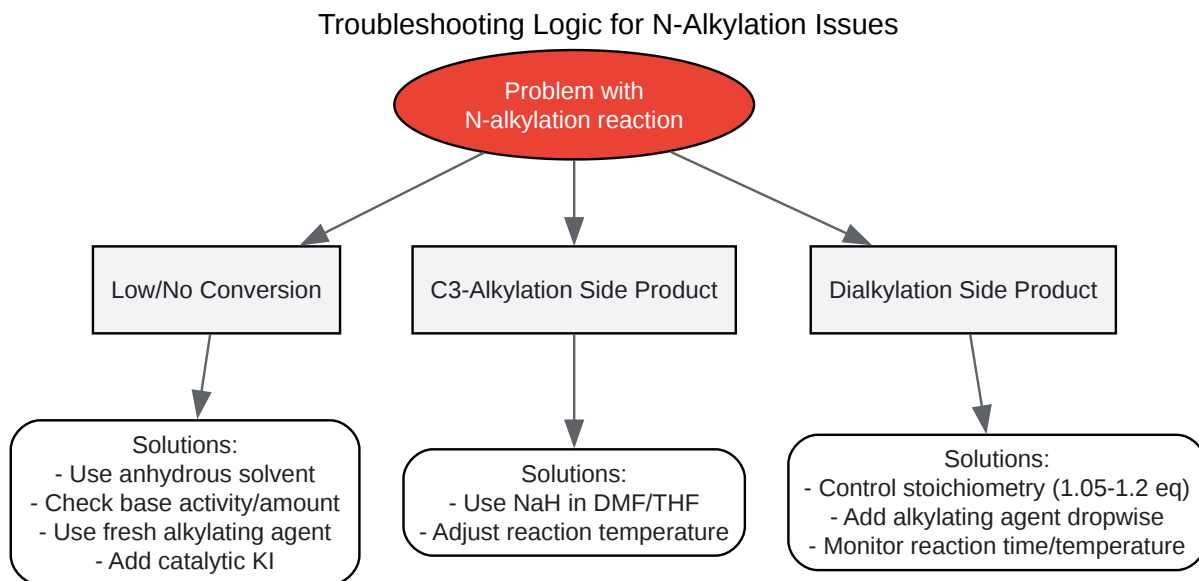 Troubleshooting Logic for N-Alkylation Issues
Problem with
N-alkylation reaction
Low/No Conversion
C3-Alkylation Side Product
Dialkylation Side Product
Solutions:
- Use anhydrous solvent
- Check base activity/amount
- Use fresh alkylating agent
- Add catalytic KI
Solutions:
- Use NaH in DMF/THF
- Adjust reaction temperature
Solutions:
- Control stoichiometry (1.05-1.2 eq)
- Add alkylating agent dropwise
- Monitor reaction time/temperature